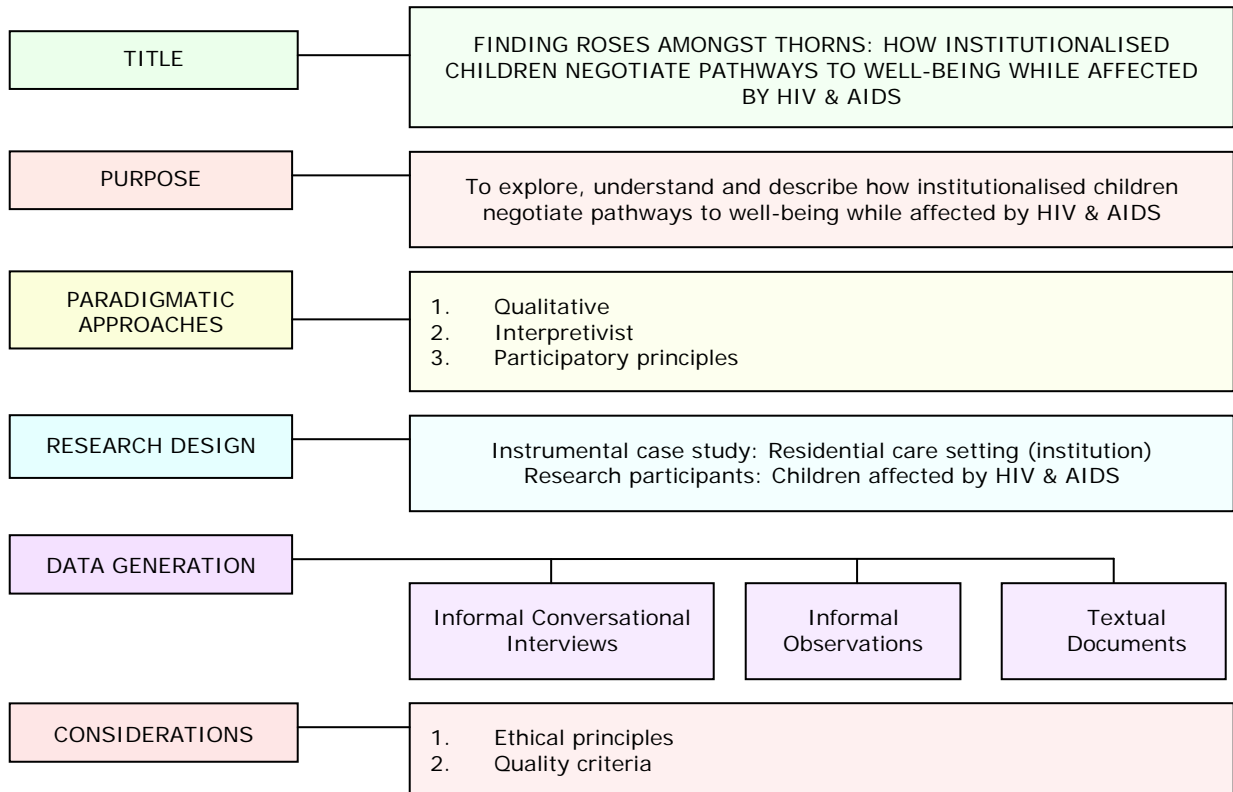 TITLE
FINDING ROSES AMONGST THORNS: HOW INSTITUTIONALISED
CHILDREN NEGOTIATE PATHWAYS TO WELL-BEING WHILE AFFECTED
BY HIV & AIDS
PURPOSE
To explore, understand and describe how institutionalised children
negotiate pathways to well-being while affected by HIV & AIDS
PARADIGMATIC
APPROACHES
1. Qualitative
2. Interpretivist
3. Participatory principles
RESEARCH DESIGN
Instrumental case study: Residential care setting (institution)
Research participants: Children affected by HIV & AIDS
DATA GENERATION
Informal Conversational
Interviews
Informal
Observations
Textual
Documents
CONSIDERATIONS
1. Ethical principles
2. Quality criteria